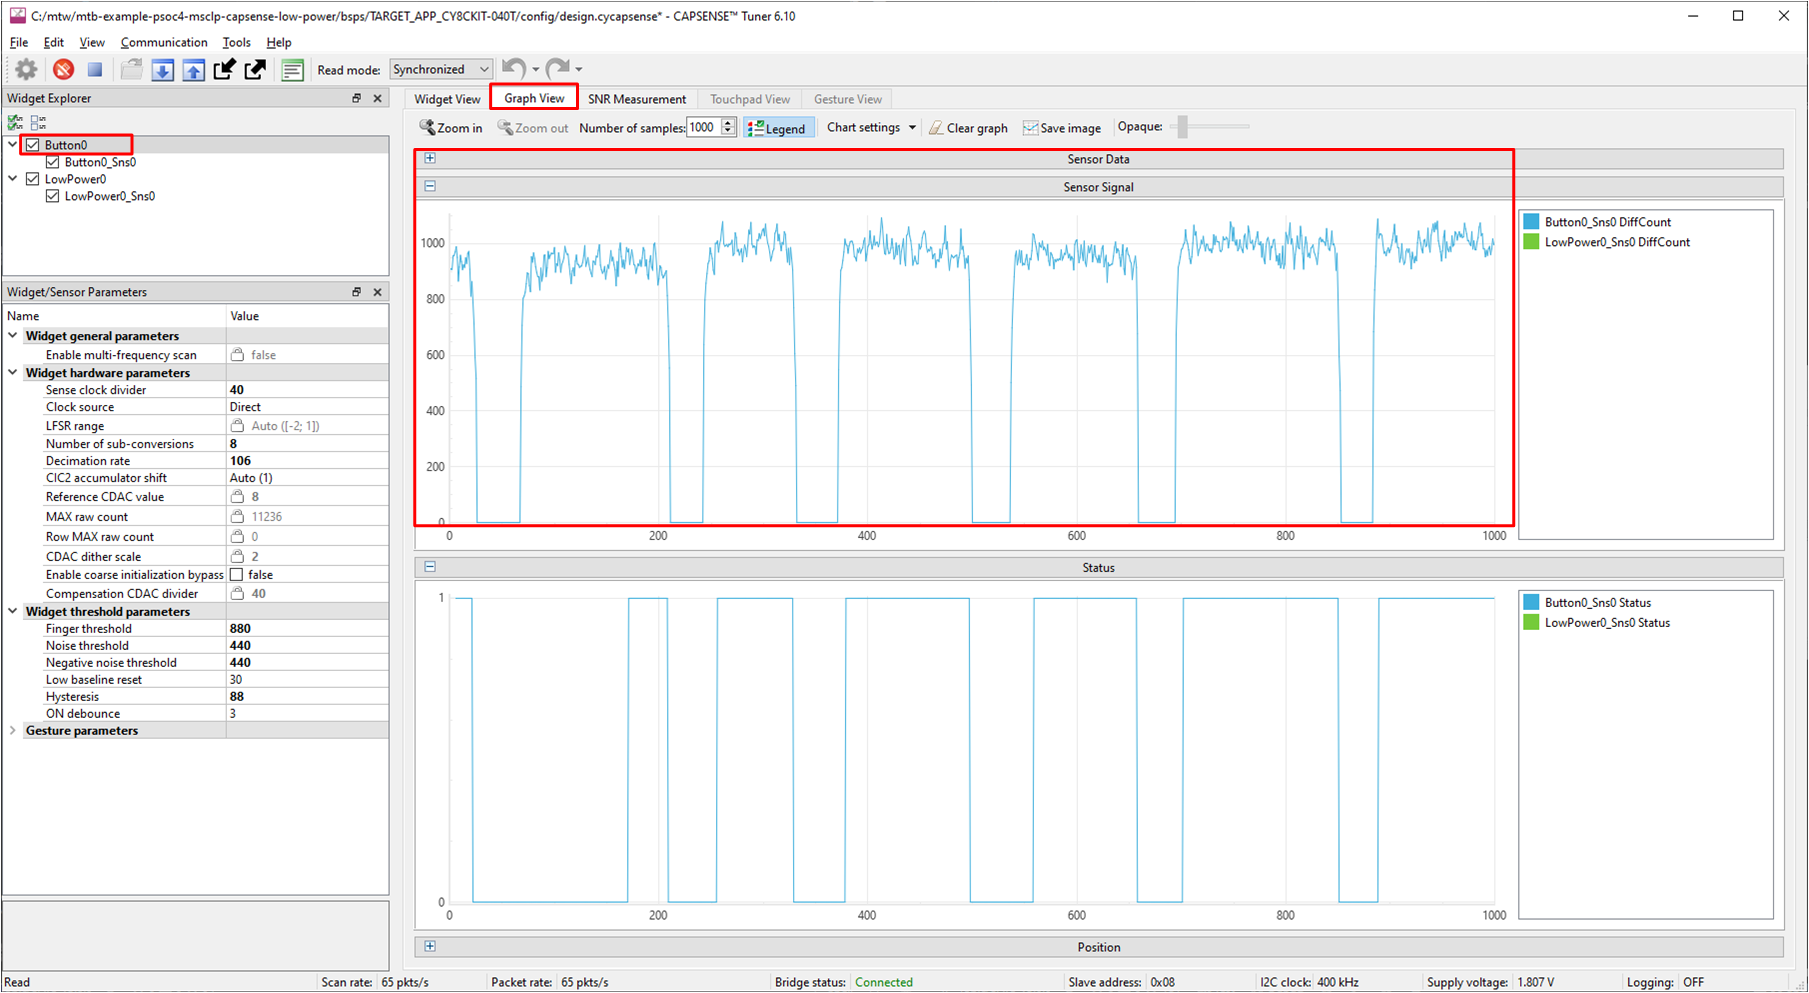 C:/mtw/mtb-example-psoc4-msclp-capsense-low-power/bsps/TARGET_APP_CY8CKIT-040T/config/design.cycapsense* - CAPSENSE™ Tuner 6.10
File Edit View Communication Tools Help
Read mode: Synchronized
Widget Explorer
Button0
Button0_Sns0
LowPower0
LowPower0_Sns0
Widget/Sensor Parameters
Name Value
Widget general parameters
Enable multi-frequency scan false
Widget hardware parameters
Sense clock divider 40
Clock source Direct
LFSR range Auto ([-2; 1])
Number of sub-conversions 8
Decimation rate 106
CIC2 accumulator shift Auto (1)
Reference CDAC value 8
MAX raw count 11236
Row MAX raw count 0
CDAC dither scale 2
Enable coarse initialization bypass false
Compensation CDAC divider 40
Widget threshold parameters
Finger threshold 880
Noise threshold 440
Negative noise threshold 440
Low baseline reset 30
Hysteresis 88
ON debounce 3
Gesture parameters
Widget View Graph View SNR Measurement Touchpad View Gesture View
Zoom in Zoom out Number of samples: 1000 Legend Chart settings Clear graph Save image Opaque:
Sensor Data
Sensor Signal
1000
800
600
400
200
0
0 200 400 600 800 1000
Button0_Sns0 DiffCount
LowPower0_Sns0 DiffCount
Status
1
0
0 200 400 600 800 1000
Button0_Sns0 Status
LowPower0_Sns0 Status
Position
Read Scan rate: 65 pkts/s Packet rate: 65 pkts/s Bridge status: Connected Slave address: 0x08 I2C clock: 400 kHz Supply voltage: 1.807 V Logging: OFF